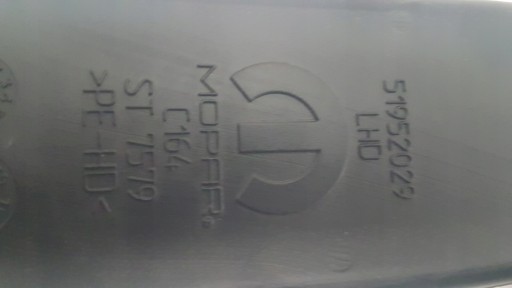 51952029
LHD
MOPAR®
C164
ST 7579
>PE-HD<